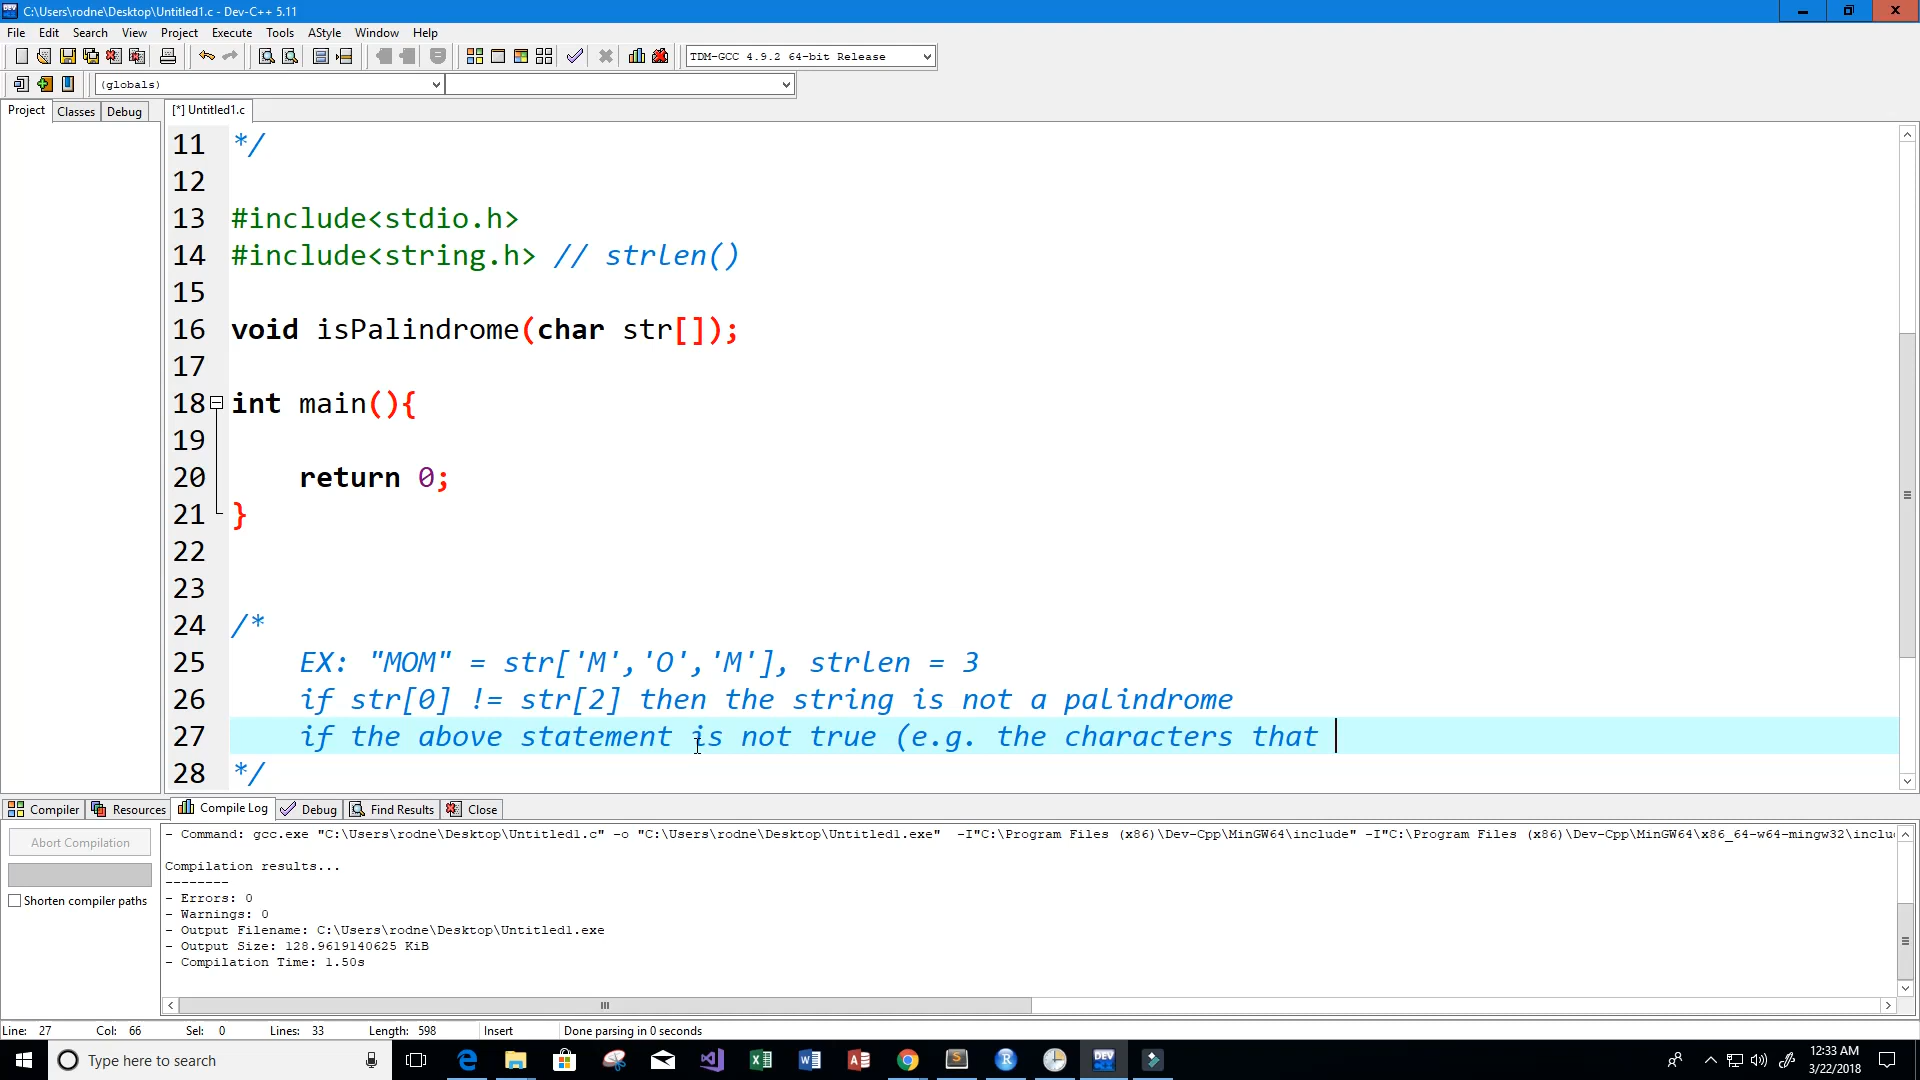 C:\Users\rodne\Desktop\Untitled1.c - Dev-C++ 5.11
File Edit Search View Project Execute Tools AStyle Window Help
TDM-GCC 4.9.2 64-bit Release
(globals)
Project Classes Debug [*] Untitled1.c
11 */
12
13 #include<stdio.h>
14 #include<string.h> // strlen()
15
16 void isPalindrome(char str[]);
17
18 int main(){
19
20 return 0;
21 }
22
23
24 /*
25 EX: "MOM" = str['M','O','M'], strlen = 3
26 if str[0] != str[2] then the string is not a palindrome
27 if the above statement is not true (e.g. the characters that
28 */
Compiler Resources Compile Log Debug Find Results Close
Abort Compilation
Shorten compiler paths
- Command: gcc.exe "C:\Users\rodne\Desktop\Untitled1.c" -o "C:\Users\rodne\Desktop\Untitled1.exe" -I"C:\Program Files (x86)\Dev-Cpp\MinGW64\include" -I"C:\Program Files (x86)\Dev-Cpp\MinGW64\x86_64-w64-mingw32\inclu
Compilation results...
--------
- Errors: 0
- Warnings: 0
- Output Filename: C:\Users\rodne\Desktop\Untitled1.exe
- Output Size: 128.9619140625 KiB
- Compilation Time: 1.50s
Line: 27 Col: 66 Sel: 0 Lines: 33 Length: 598 Insert Done parsing in 0 seconds
Type here to search
12:33 AM
3/22/2018